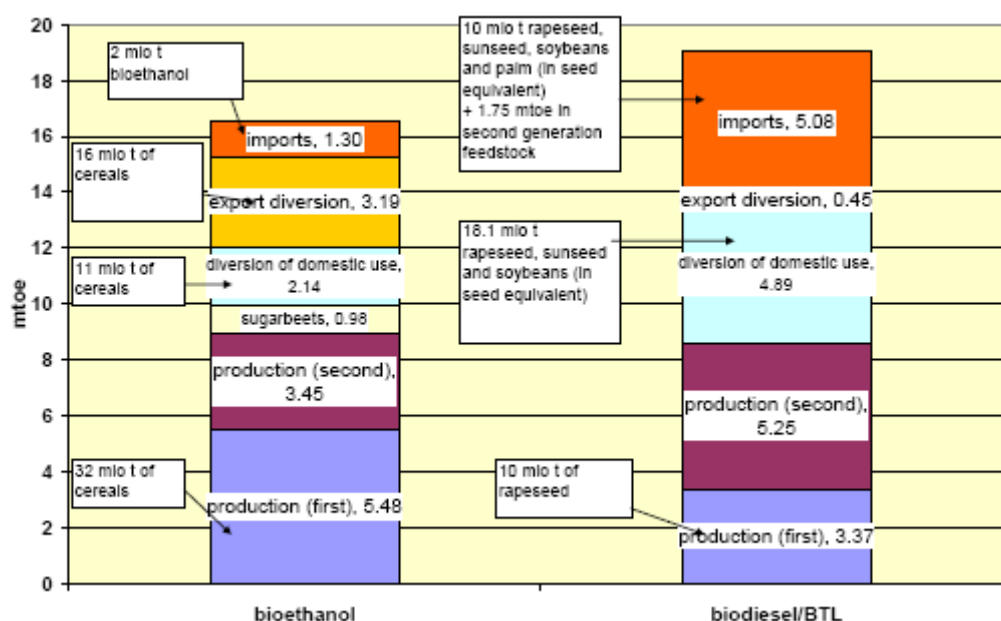 20
18
16
14
12
10
8
6
4
2
0
mtoe
2 mio t
bioethanol
16 mio t of
cereals
11 mio t of
cereals
32 mio t of
cereals
imports, 1.30
export diversion, 3.19
diversion of domestic use,
2.14
sugarbeets, 0.98
production (second),
3.45
production (first), 5.48
bioethanol
10 mio t rapeseed,
sunseed, soybeans
and palm (in seed
equivalent)
+ 1.75 mtoe in
second generation
feedstock
18.1 mio t
rapeseed, sunseed
and soybeans (in
seed equivalent)
10 mio t of
rapeseed
imports, 5.08
export diversion, 0.45
diversion of domestic use,
4.89
production (second),
5.25
production (first), 3.37
biodiesel/BTL